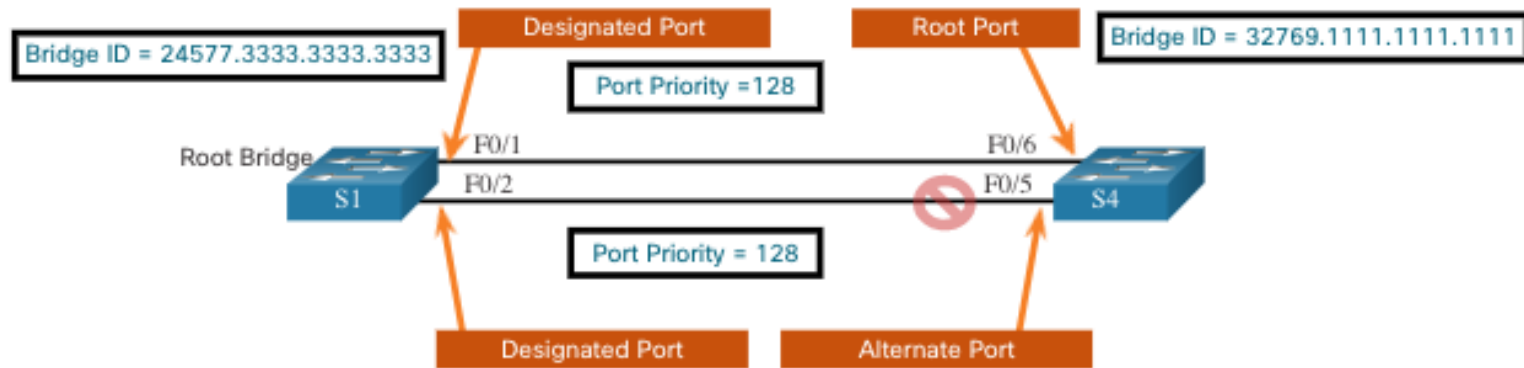 Designated Port
Root Port
Bridge ID = 24577.3333.3333.3333
Bridge ID = 32769.1111.1111.1111
Port Priority =128
F0/1
F0/6
Root Bridge
F0/2
F0/5
S1
S4
Port Priority = 128
Designated Port
Alternate Port